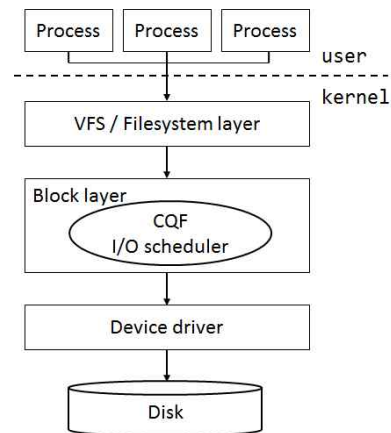 Process Process Process
user
kernel
VFS / Filesystem layer
Block layer
CQF
I/O scheduler
Device driver
Disk